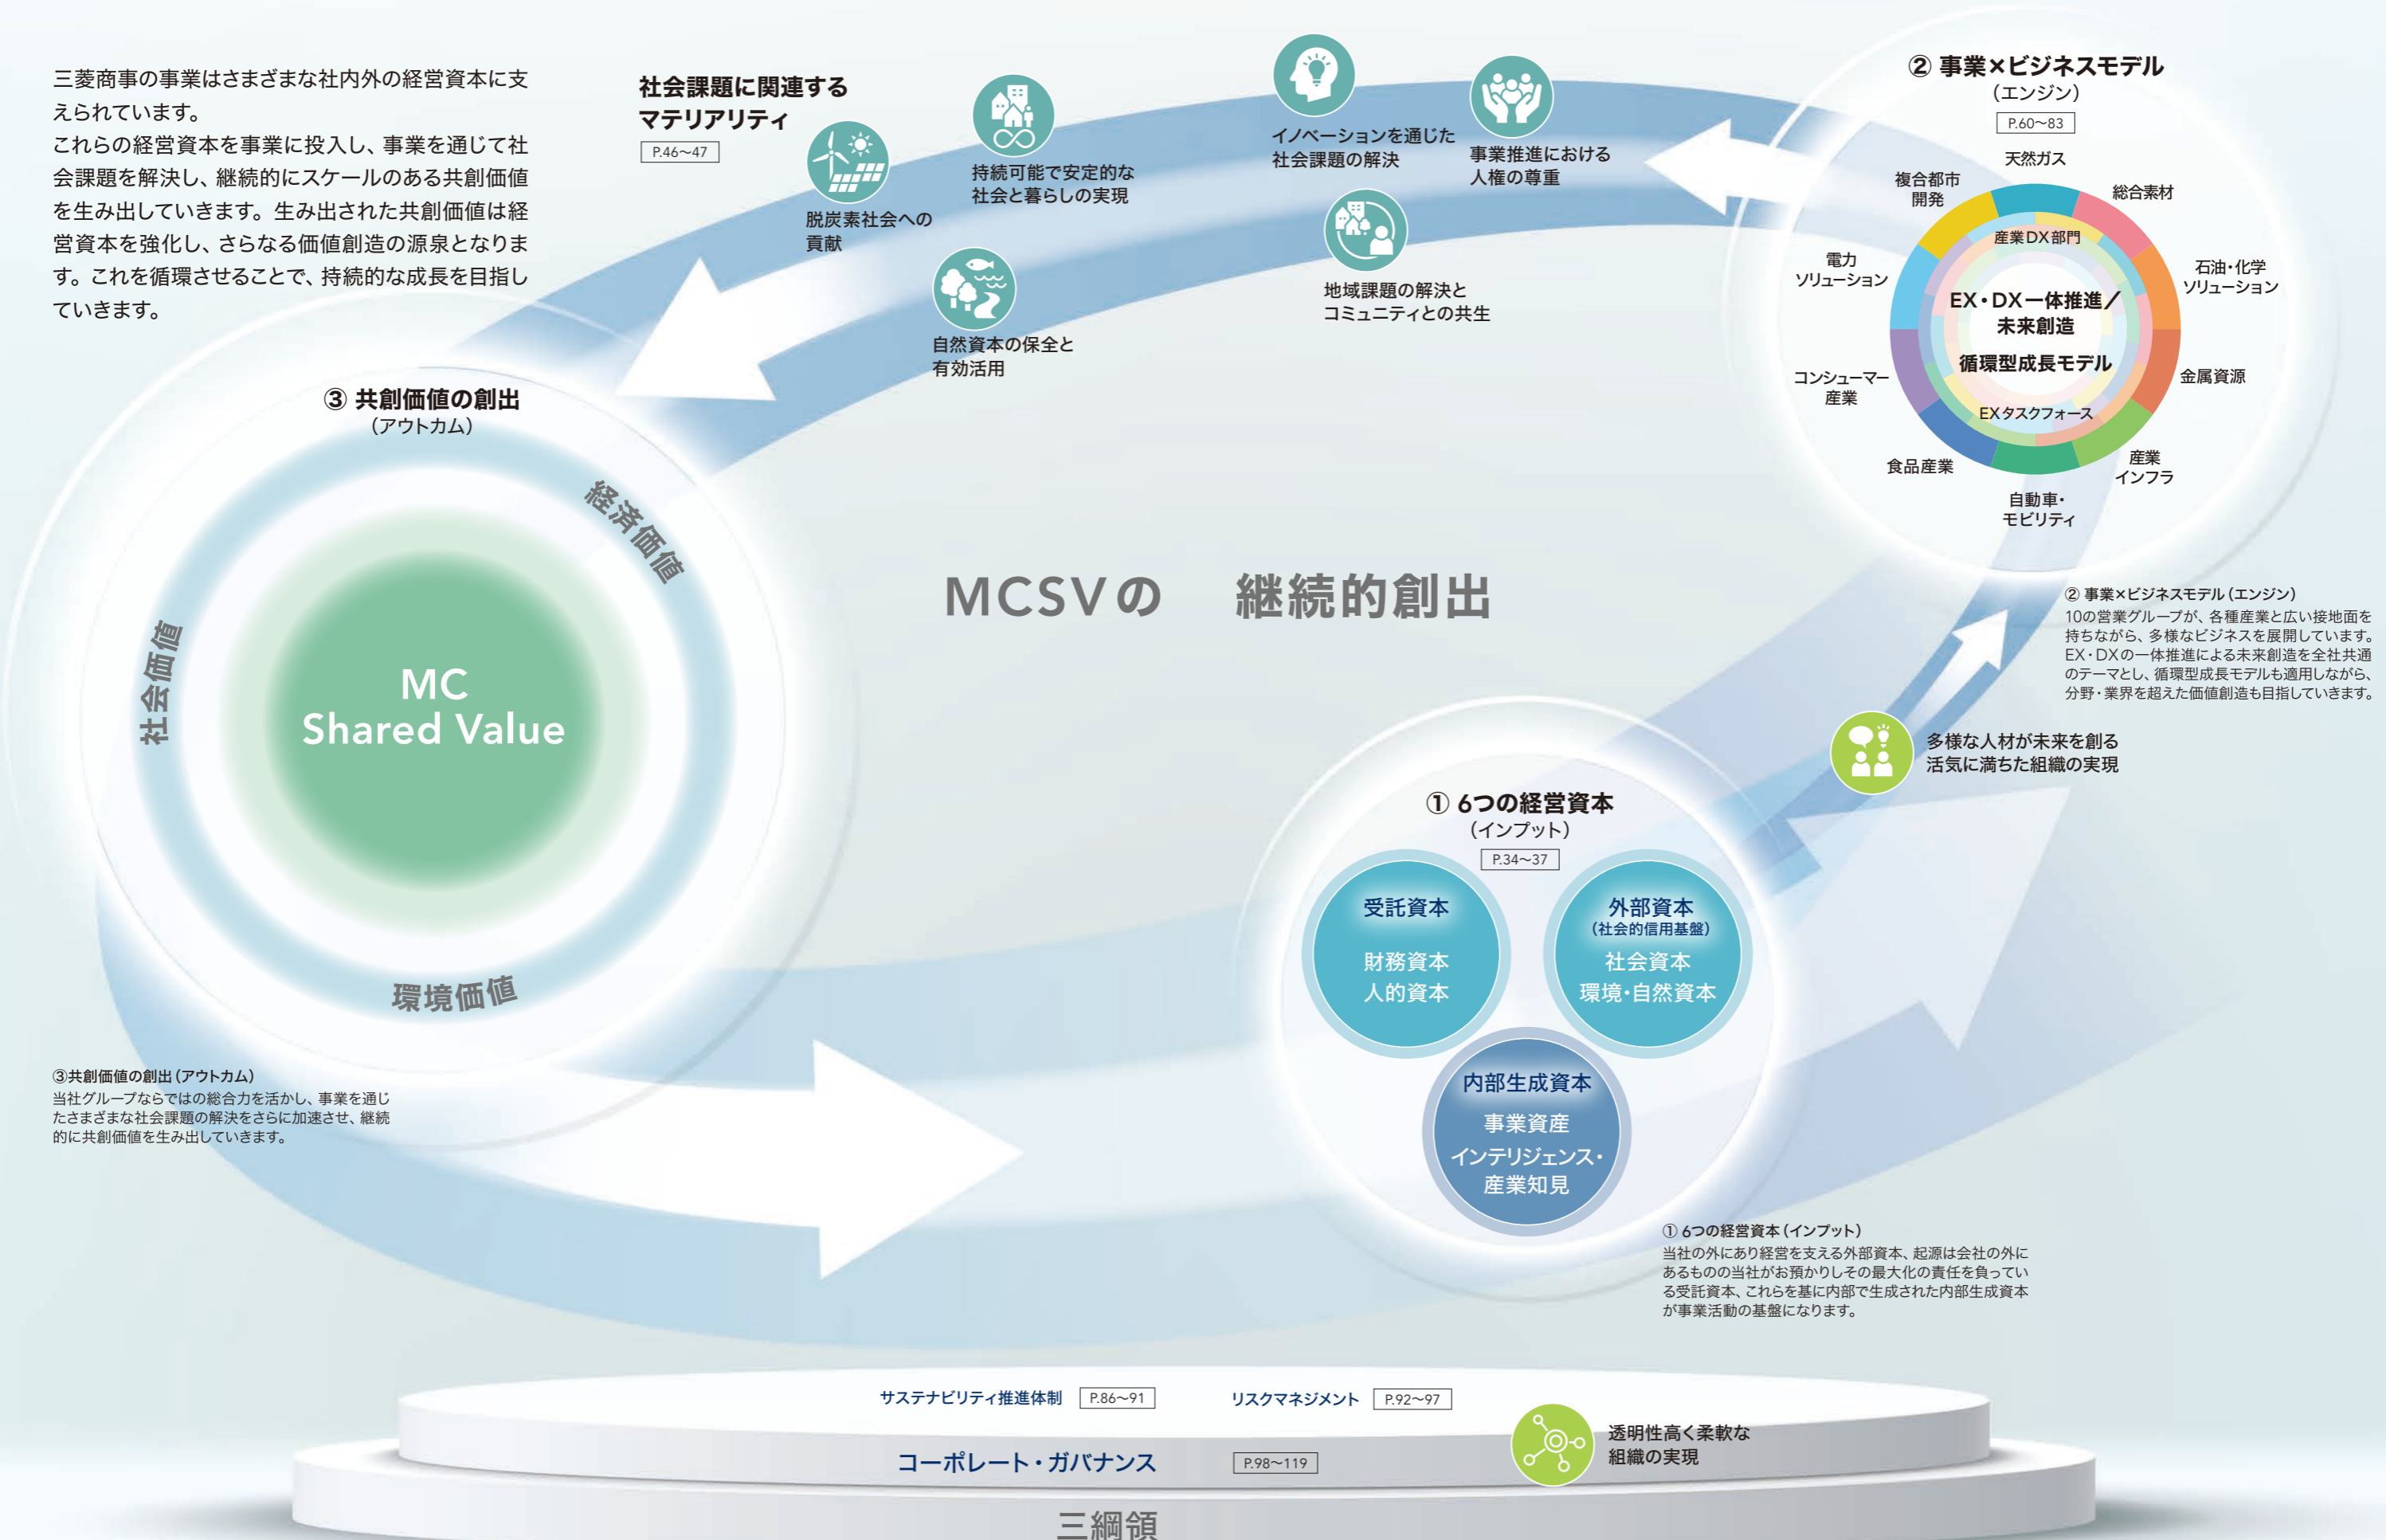 三菱商事の事業はさまざまな社内外の経営資本に支
えられています。
これらの経営資本を事業に投入し、事業を通じて社
会課題を解決し、継続的にスケールのある共創価値
を生み出していきます。生み出された共創価値は経
営資本を強化し、さらなる価値創造の源泉となりま
す。これを循環させることで、持続的な成長を目指し
ていきます。
社会課題に関連する
マテリアリティ
P.46～47
脱炭素社会への
貢献
持続可能で安定的な
社会と暮らしの実現
自然資本の保全と
有効活用
イノベーションを通じた
社会課題の解決
事業推進における
人権の尊重
地域課題の解決と
コミュニティとの共生
② 事業×ビジネスモデル
（エンジン）
P.60～83
天然ガス
総合素材
石油・化学
ソリューション
金属資源
産業
インフラ
自動車・
モビリティ
食品産業
コンシューマー
産業
電力
ソリューション
複合都市
開発
産業DX部門
EX・DX一体推進／
未来創造
循環型成長モデル
EXタスクフォース
② 事業×ビジネスモデル（エンジン）
10の営業グループが、各種産業と広い接地面を
持ちながら、多様なビジネスを展開しています。
EX・DXの一体推進による未来創造を全社共通
のテーマとし、循環型成長モデルも適用しながら、
分野・業界を超えた価値創造も目指していきます。
多様な人材が未来を創る
活気に満ちた組織の実現
③ 共創価値の創出
（アウトカム）
経済価値
社会価値
環境価値
MC
Shared Value
MCSVの 継続的創出
③共創価値の創出（アウトカム）
当社グループならではの総合力を活かし、事業を通じ
たさまざまな社会課題の解決をさらに加速させ、継続
的に共創価値を生み出していきます。
① 6つの経営資本
（インプット）
P.34～37
受託資本
財務資本
人的資本
外部資本
（社会的信用基盤）
社会資本
環境・自然資本
内部生成資本
事業資産
インテリジェンス・
産業知見
① 6つの経営資本（インプット）
当社の外にあり経営を支える外部資本、起源は会社の外に
あるものの当社がお預かりしその最大化の責任を負ってい
る受託資本、これらを基に内部で生成された内部生成資本
が事業活動の基盤になります。
サステナビリティ推進体制 P.86～91
リスクマネジメント P.92～97
コーポレート・ガバナンス P.98～119
透明性高く柔軟な
組織の実現
三綱領